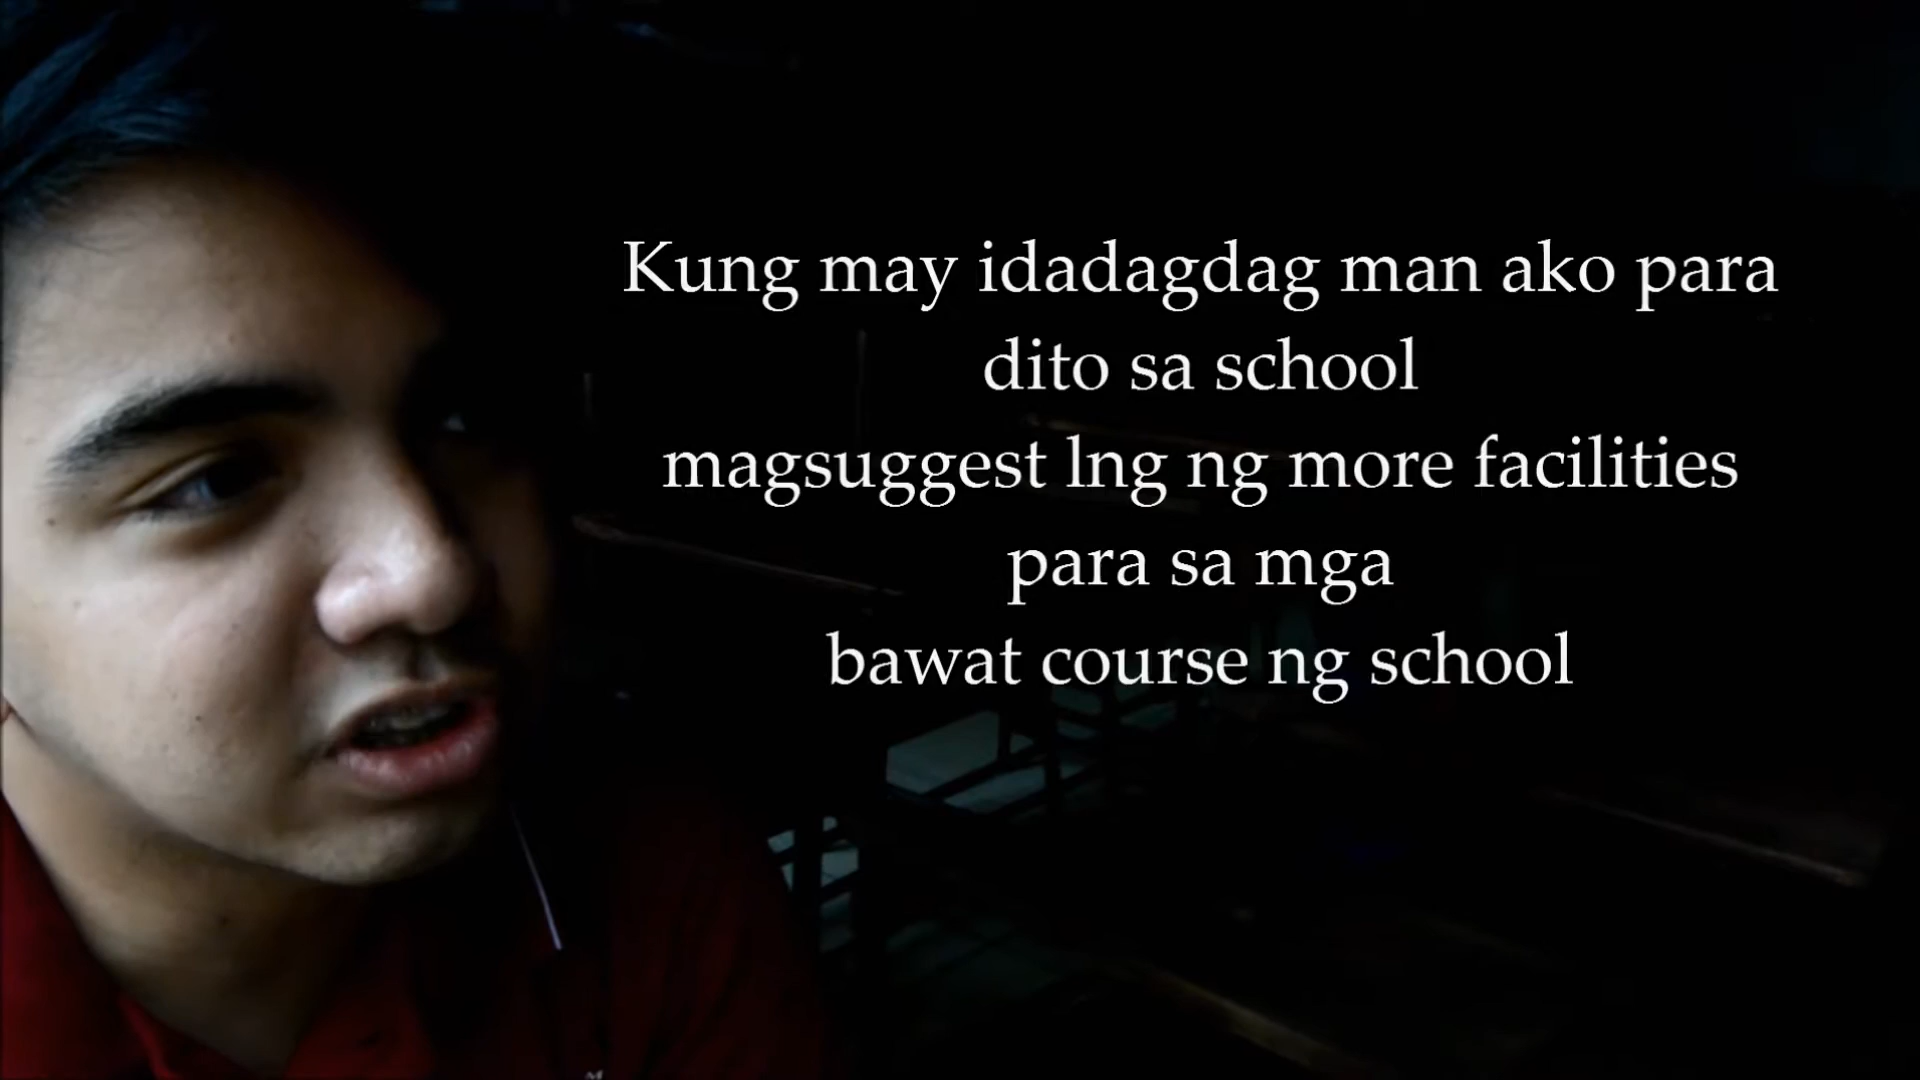 Kung may idadagdag man ako para
dito sa school
magsuggest lng ng more facilities
para sa mga
bawat course ng school